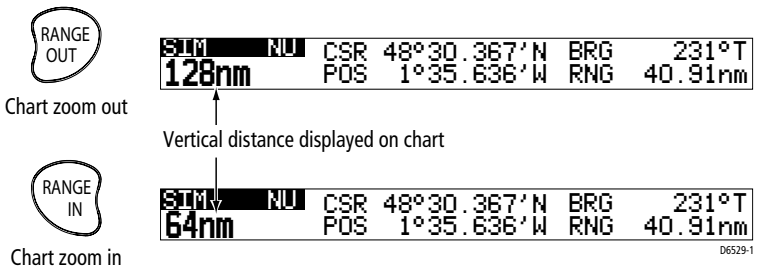 RANGE
OUT
Chart zoom out
SIM NU CSR 48°30.367'N BRG 231°T
128nm POS 1°35.636'W RNG 40.91nm
Vertical distance displayed on chart
RANGE
IN
Chart zoom in
SIM NU CSR 48°30.367'N BRG 231°T
64nm POS 1°35.636'W RNG 40.91nm
D6529-1